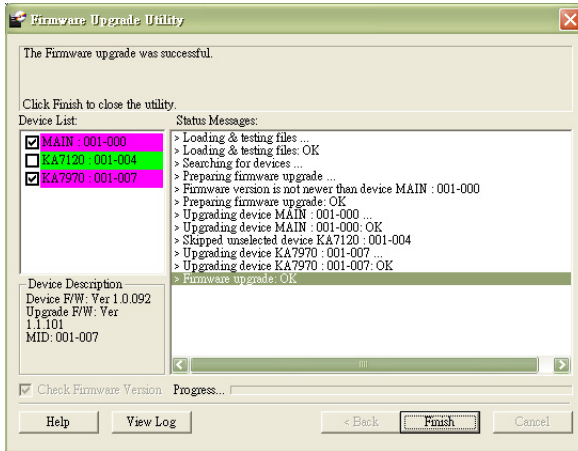 Firmware Upgrade Utility
The Firmware upgrade was successful.
Click Finish to close the utility.
Device List:
MAIN : 001-000
KA7120 : 001-004
KA7970 : 001-007
Status Messages:
> Loading & testing files ...
> Loading & testing files: OK
> Searching for devices ...
> Preparing firmware upgrade ...
> Firmware version is not newer than device MAIN : 001-000
> Preparing firmware upgrade: OK
> Upgrading device MAIN : 001-000 ...
> Upgrading device MAIN : 001-000: OK
> Skipped unselected device KA7120 : 001-004
> Upgrading device KA7970 : 001-007 ...
> Upgrading device KA7970 : 001-007: OK
> Firmware upgrade: OK
Device Description
Device F/W: Ver 1.0.092
Upgrade F/W: Ver
1.1.101
MID: 001-007
Check Firmware Version Progress...
Help View Log < Back Finish Cancel